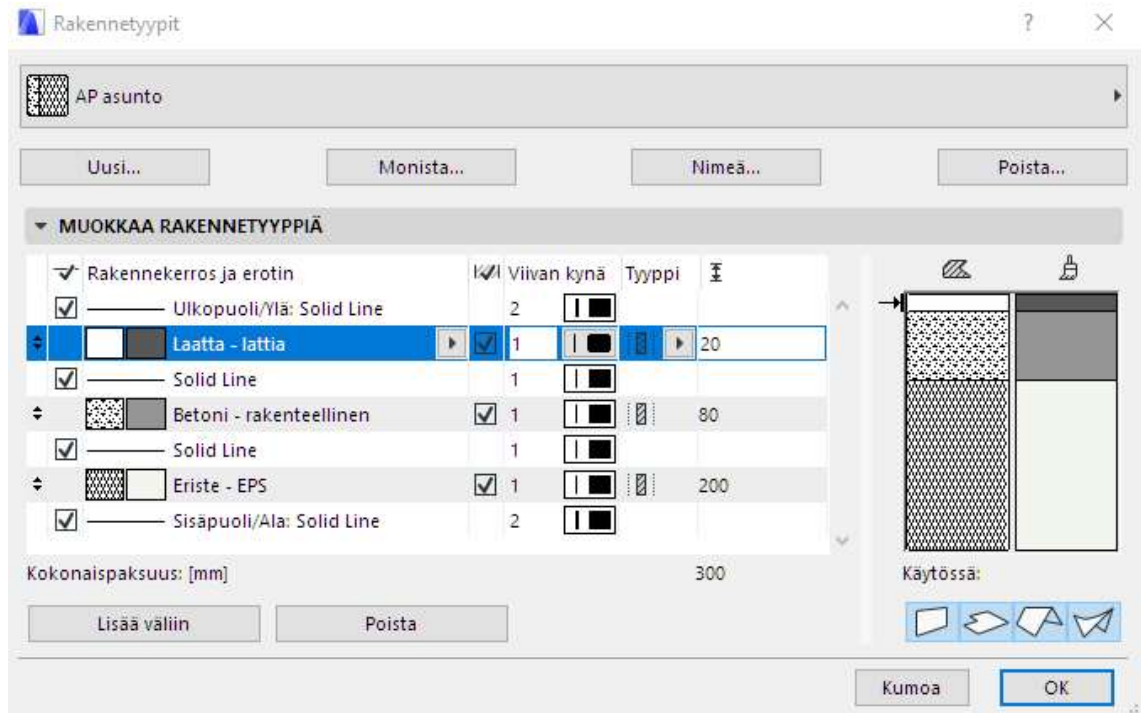 Rakennetyypit ?
AP asunto
Uusi... Monista... Nimeä... Poista...
MUOKKAA RAKENNETYYPPIÄ
Rakennekerros ja erotin Viivan kynä Tyyppi
Ulkopuoli/Ylä: Solid Line 2
Laatta - lattia 1 20
Solid Line 1
Betoni - rakenteellinen 1 80
Solid Line 1
Eriste - EPS 1 200
Sisäpuoli/Ala: Solid Line 2
Kokonaispaksuus: [mm] 300
Käytössä:
Lisää väliin Poista
Kumoa OK